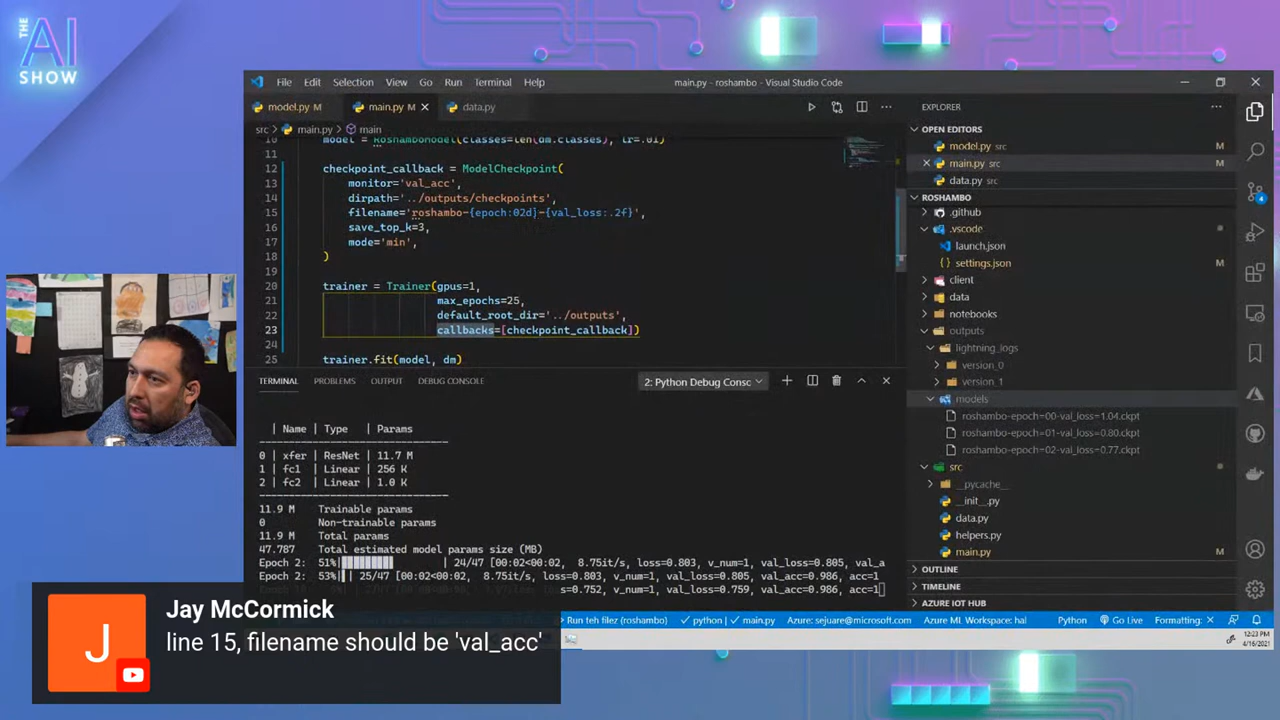 THE
AI
SHOW
File Edit Selection View Go Run Terminal Help
main.py - roshambo - Visual Studio Code
model.py M
main.py M
data.py
src > main.py > main
10 model = RoshamboModel(classes=len(dm.classes), lr=.01)
11
12 checkpoint_callback = ModelCheckpoint(
13 monitor='val_acc',
14 dirpath='../outputs/checkpoints',
15 filename='roshambo-{epoch:02d}-{val_loss:.2f}',
16 save_top_k=3,
17 mode='min',
18 )
19
20 trainer = Trainer(gpus=1,
21 max_epochs=25,
22 default_root_dir='../outputs',
23 callbacks=[checkpoint_callback])
24
25 trainer.fit(model, dm)
TERMINAL PROBLEMS OUTPUT DEBUG CONSOLE
2: Python Debug Consc
| Name | Type | Params
0 | xfer | ResNet | 11.7 M
1 | fc1 | Linear | 256 K
2 | fc2 | Linear | 1.0 K
11.9 M Trainable params
0 Non-trainable params
11.9 M Total params
47.787 Total estimated model params size (MB)
Epoch 2: 51%| | 24/47 [00:02<00:02, 8.75it/s, loss=0.803, v_num=1, val_loss=0.805, val_a
Epoch 2: 53%| | 25/47 [00:02<00:02, 8.75it/s, loss=0.803, v_num=1, val_loss=0.805, val_acc=0.986, acc=1
loss=0.752, v_num=1, val_loss=0.759, val_acc=0.986, acc=1
EXPLORER
OPEN EDITORS
model.py src M
main.py src M
data.py src
ROSHAMBO
.github
.vscode
launch.json
settings.json M
client
data
notebooks
outputs
lightning_logs
version_0
version_1
models
roshambo-epoch=00-val_loss=1.04.ckpt
roshambo-epoch=01-val_loss=0.80.ckpt
roshambo-epoch=02-val_loss=0.77.ckpt
src
__pycache__
__init__.py
data.py
helpers.py
main.py M
OUTLINE
TIMELINE
AZURE IOT HUB
4
Run teh filez (roshambo) python | main.py Azure: sejuare@microsoft.com Azure ML Workspace: hal Python Go Live Formatting:
12:23 PM
4/16/2021
J
Jay McCormick
line 15, filename should be 'val_acc'